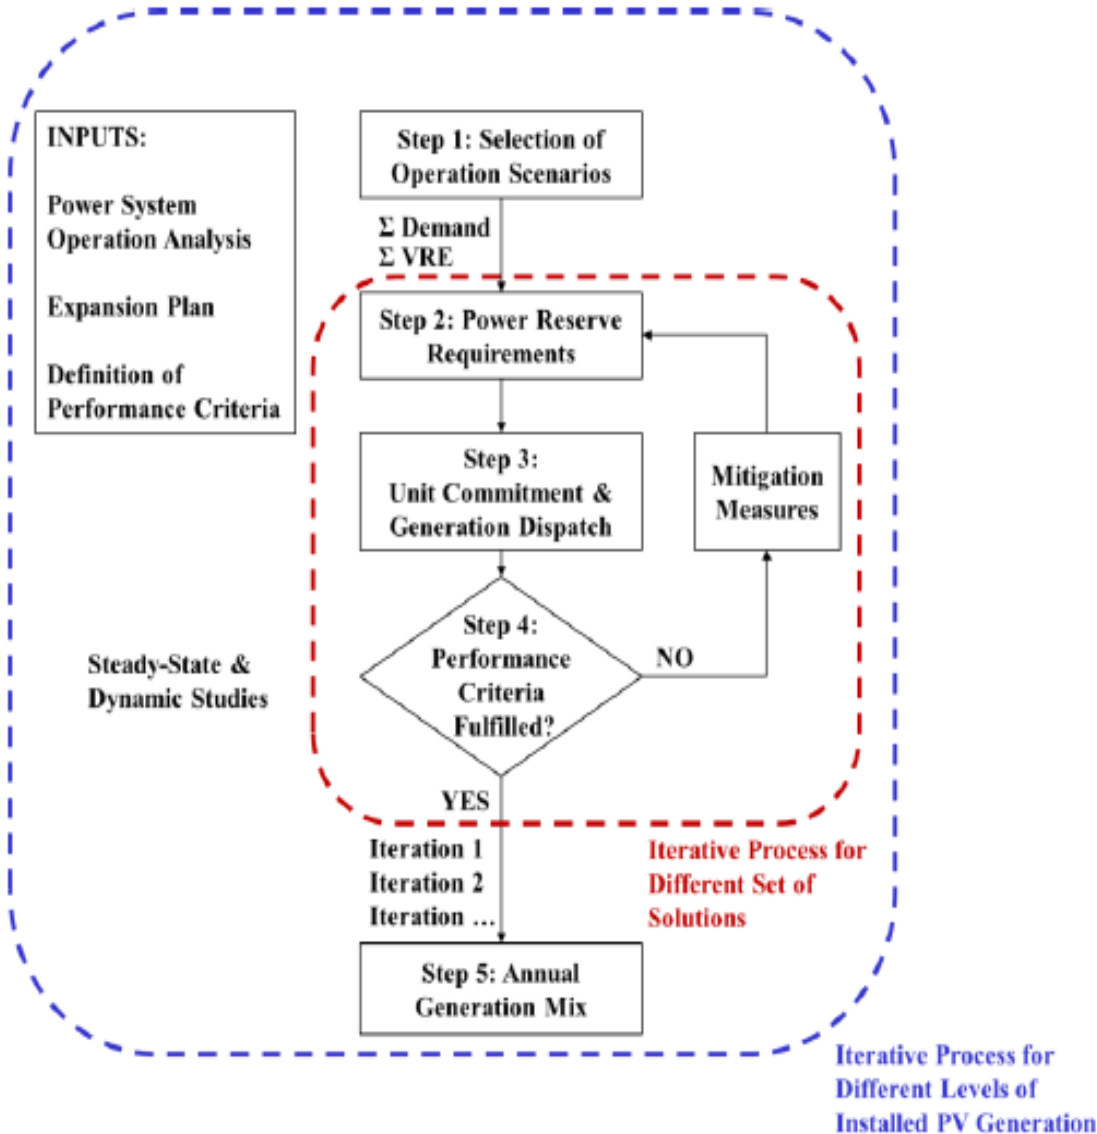 INPUTS:
Power System
Operation Analysis
Expansion Plan
Definition of
Performance Criteria
Step 1: Selection of
Operation Scenarios
Σ Demand
Σ VRE
Step 2: Power Reserve
Requirements
Step 3:
Unit Commitment &
Generation Dispatch
Mitigation
Measures
Step 4:
Performance
Criteria
Fulfilled?
NO
Steady-State &
Dynamic Studies
YES
Iteration 1
Iteration 2
Iteration ...
Iterative Process for
Different Set of
Solutions
Step 5: Annual
Generation Mix
Iterative Process for
Different Levels of
Installed PV Generation